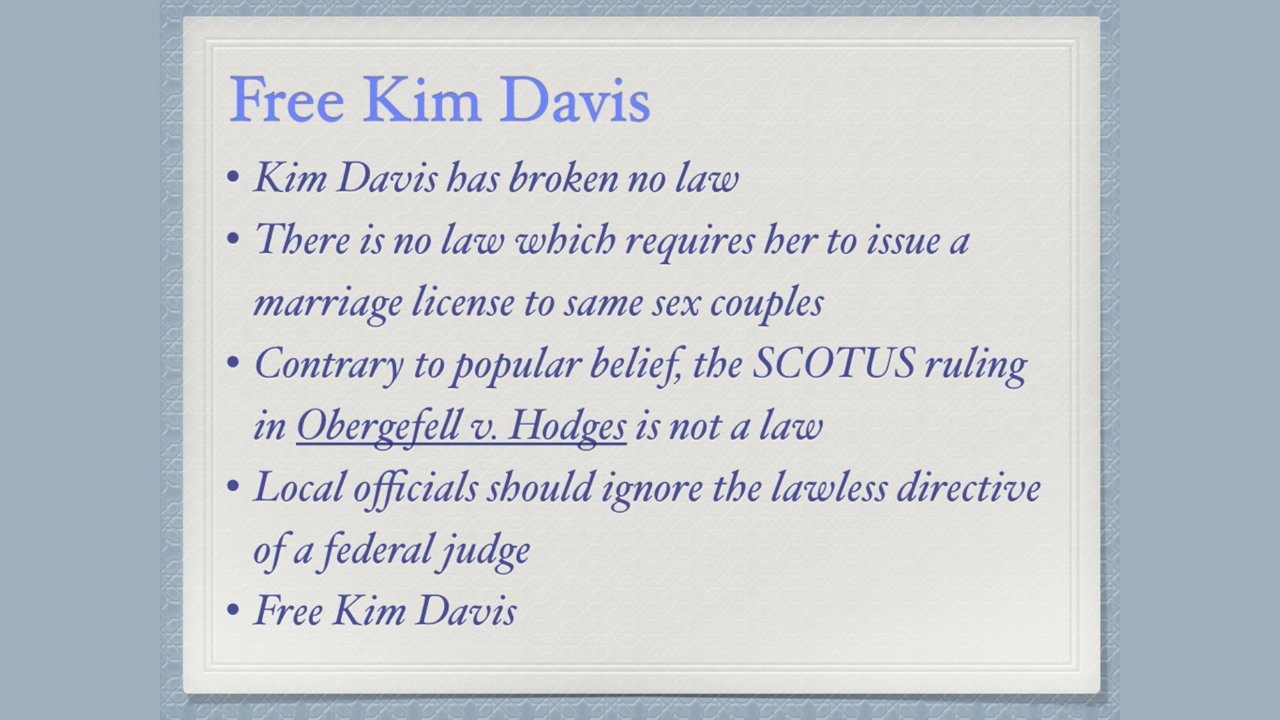 Free Kim Davis
• Kim Davis has broken no law
• There is no law which requires her to issue a
marriage license to same sex couples
• Contrary to popular belief, the SCOTUS ruling
in Obergefell v. Hodges is not a law
• Local officials should ignore the lawless directive
of a federal judge
• Free Kim Davis